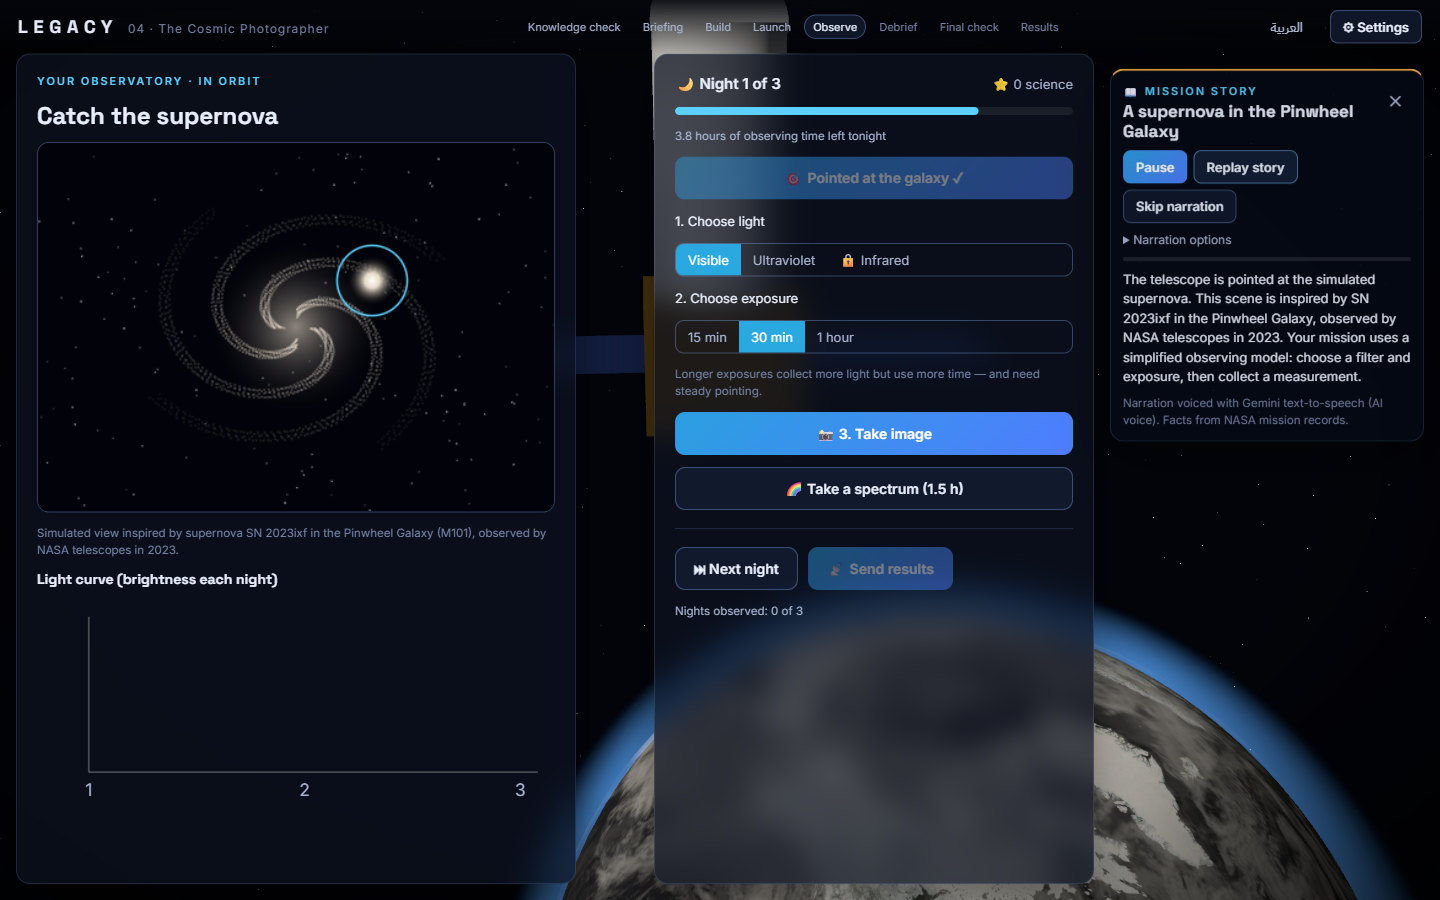 LEGACY 04 · The Cosmic Photographer
Knowledge check Briefing Build Launch Observe Debrief Final check Results
العربية
⚙ Settings
YOUR OBSERVATORY · IN ORBIT
Catch the supernova
Simulated view inspired by supernova SN 2023ixf in the Pinwheel Galaxy (M101), observed by
NASA telescopes in 2023.
Light curve (brightness each night)
1 2 3
🌙 Night 1 of 3
⭐ 0 science
3.8 hours of observing time left tonight
🎯 Pointed at the galaxy ✓
1. Choose light
Visible Ultraviolet 🔒 Infrared
2. Choose exposure
15 min 30 min 1 hour
Longer exposures collect more light but use more time — and need
steady pointing.
📷 3. Take image
🌈 Take a spectrum (1.5 h)
⏭ Next night
📡 Send results
Nights observed: 0 of 3
📖 MISSION STORY
A supernova in the Pinwheel
Galaxy
✕
Pause
Replay story
Skip narration
▶ Narration options
The telescope is pointed at the simulated
supernova. This scene is inspired by SN
2023ixf in the Pinwheel Galaxy, observed by
NASA telescopes in 2023. Your mission uses a
simplified observing model: choose a filter and
exposure, then collect a measurement.
Narration voiced with Gemini text-to-speech (AI
voice). Facts from NASA mission records.